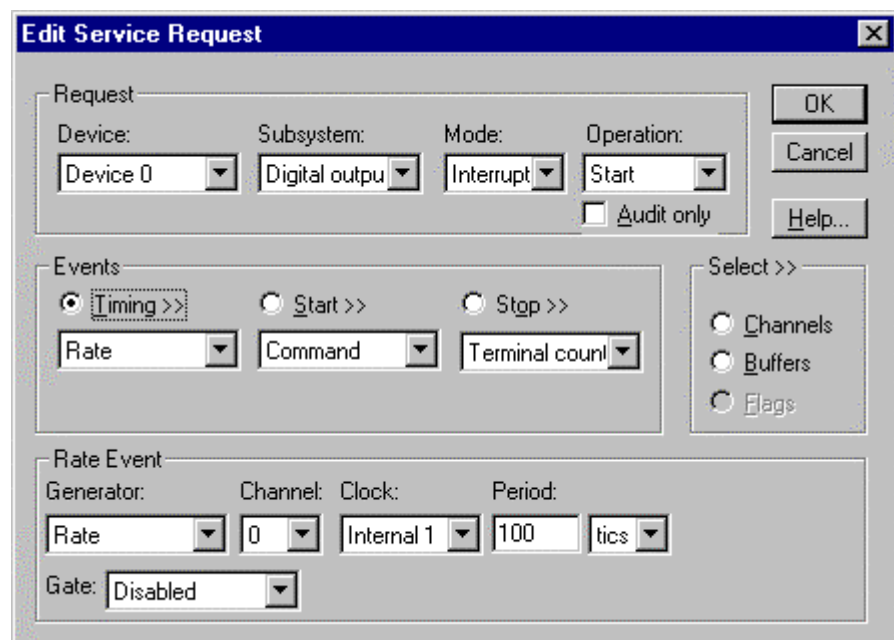 Edit Service Request
Request
OK
Device: Subsystem: Mode: Operation:
Device 0 Digital outpu Interrupt Start
Cancel
Audit only
Help...
Events
Select >>
Timing >> Start >> Stop >>
Rate Command Terminal count
Channels
Buffers
Flags
Rate Event
Generator: Channel: Clock: Period:
Rate 0 Internal 1 100 tics
Gate: Disabled